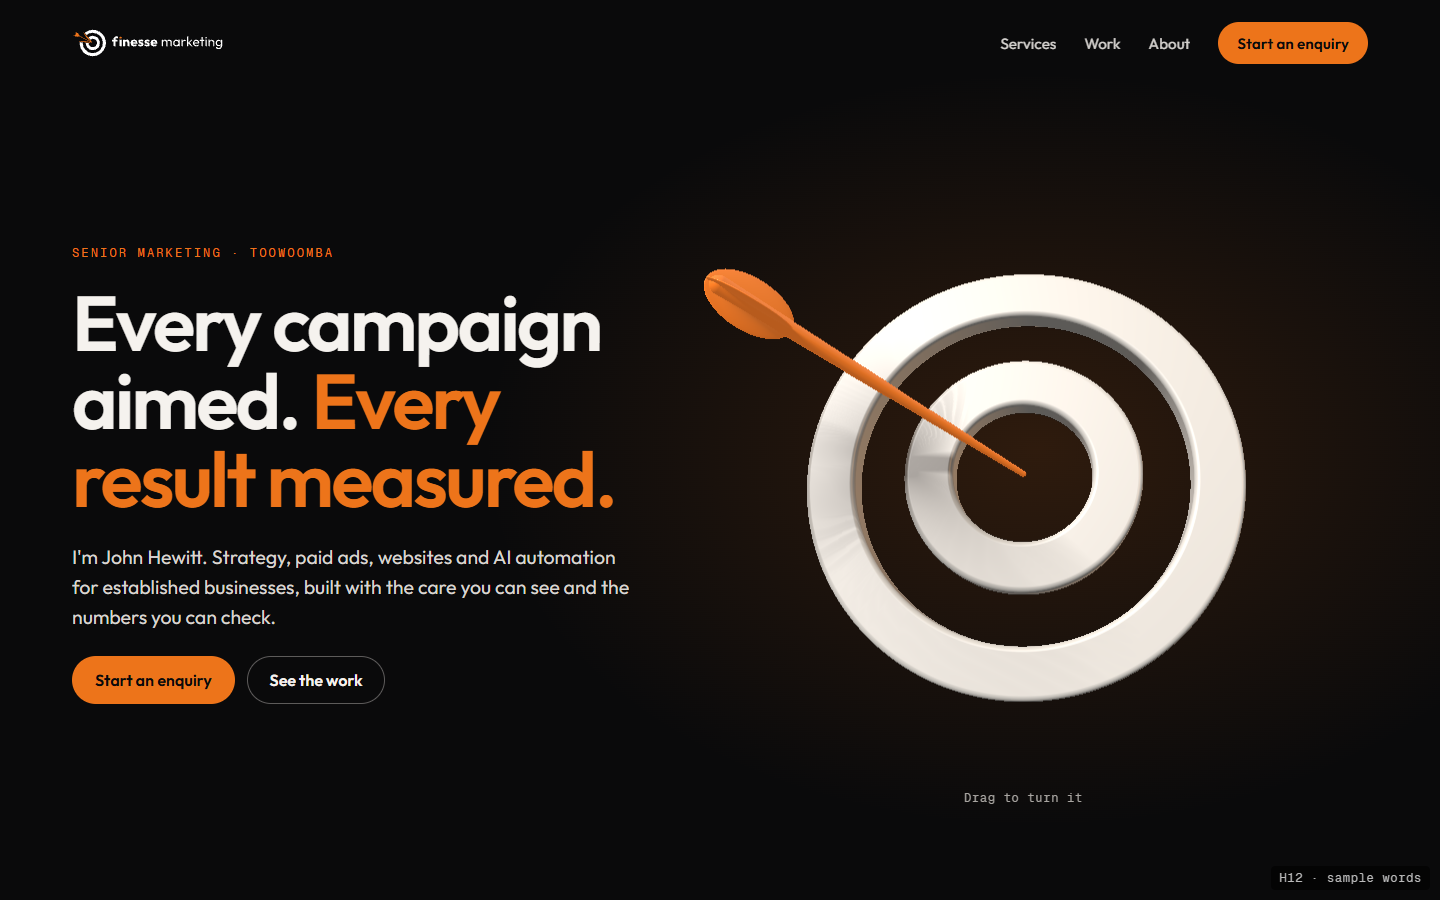 finesse marketing
Services
Work
About
Start an enquiry
SENIOR MARKETING · TOOWOOMBA
Every campaign
aimed. Every
result measured.
I'm John Hewitt. Strategy, paid ads, websites and AI automation
for established businesses, built with the care you can see and the
numbers you can check.
Start an enquiry
See the work
Drag to turn it
H12 · sample words